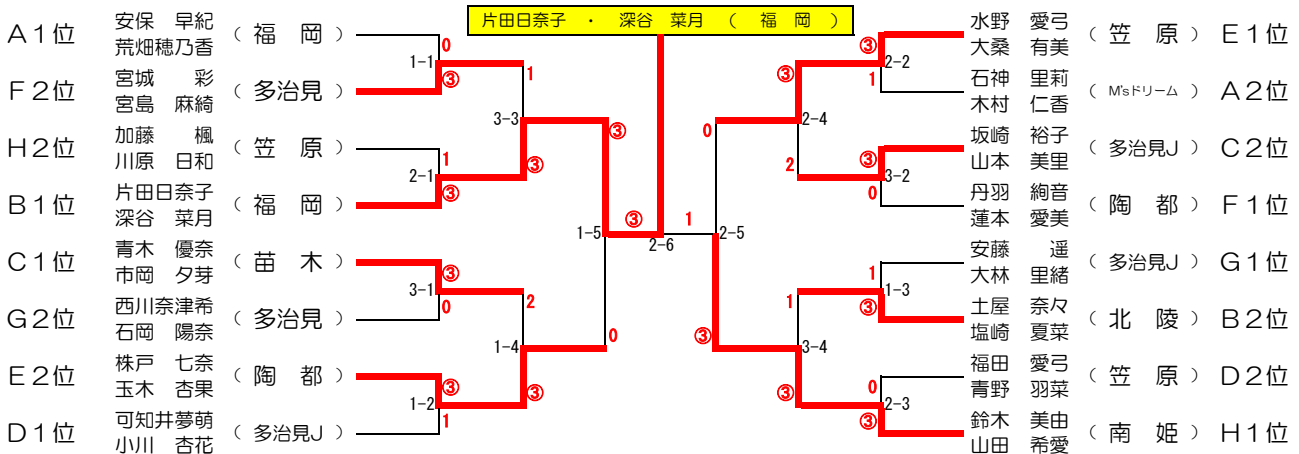 片田日奈子 ・ 深谷 菜月 ( 福 岡 )
A1位 安保 早紀 荒畑穂乃香 ( 福 岡 )
0
1-1
③
F2位 宮城 彩 宮島 麻綺 ( 多治見 )
1
3-3
③
H2位 加藤 楓 川原 日和 ( 笠 原 )
1
2-1
③
B1位 片田日奈子 深谷 菜月 ( 福 岡 )
③
1-5
③
C1位 青木 優奈 市岡 夕芽 ( 苗 木 )
③
3-1
0
G2位 西川奈津希 石岡 陽奈 ( 多治見 )
2
1-4
0
③
E2位 株戸 七奈 玉木 杏果 ( 陶 都 )
③
1-2
1
D1位 可知井夢萌 小川 杏花 ( 多治見J )
2-6
水野 愛弓 大桑 有美 ( 笠 原 ) E1位
③
2-2
1
石神 里莉 木村 仁香 ( M'sドリーム ) A2位
③
2-4
0
2
坂崎 裕子 山本 美里 ( 多治見J ) C2位
③
3-2
0
丹羽 絢音 蓮本 愛美 ( 陶 都 ) F1位
1
2-5
安藤 遥 大林 里緒 ( 多治見J ) G1位
1
1-3
③
土屋 奈々 塩崎 夏菜 ( 北 陵 ) B2位
1
3-4
③
③
福田 愛弓 青野 羽菜 ( 笠 原 ) D2位
0
2-3
③
鈴木 美由 山田 希愛 ( 南 姫 ) H1位